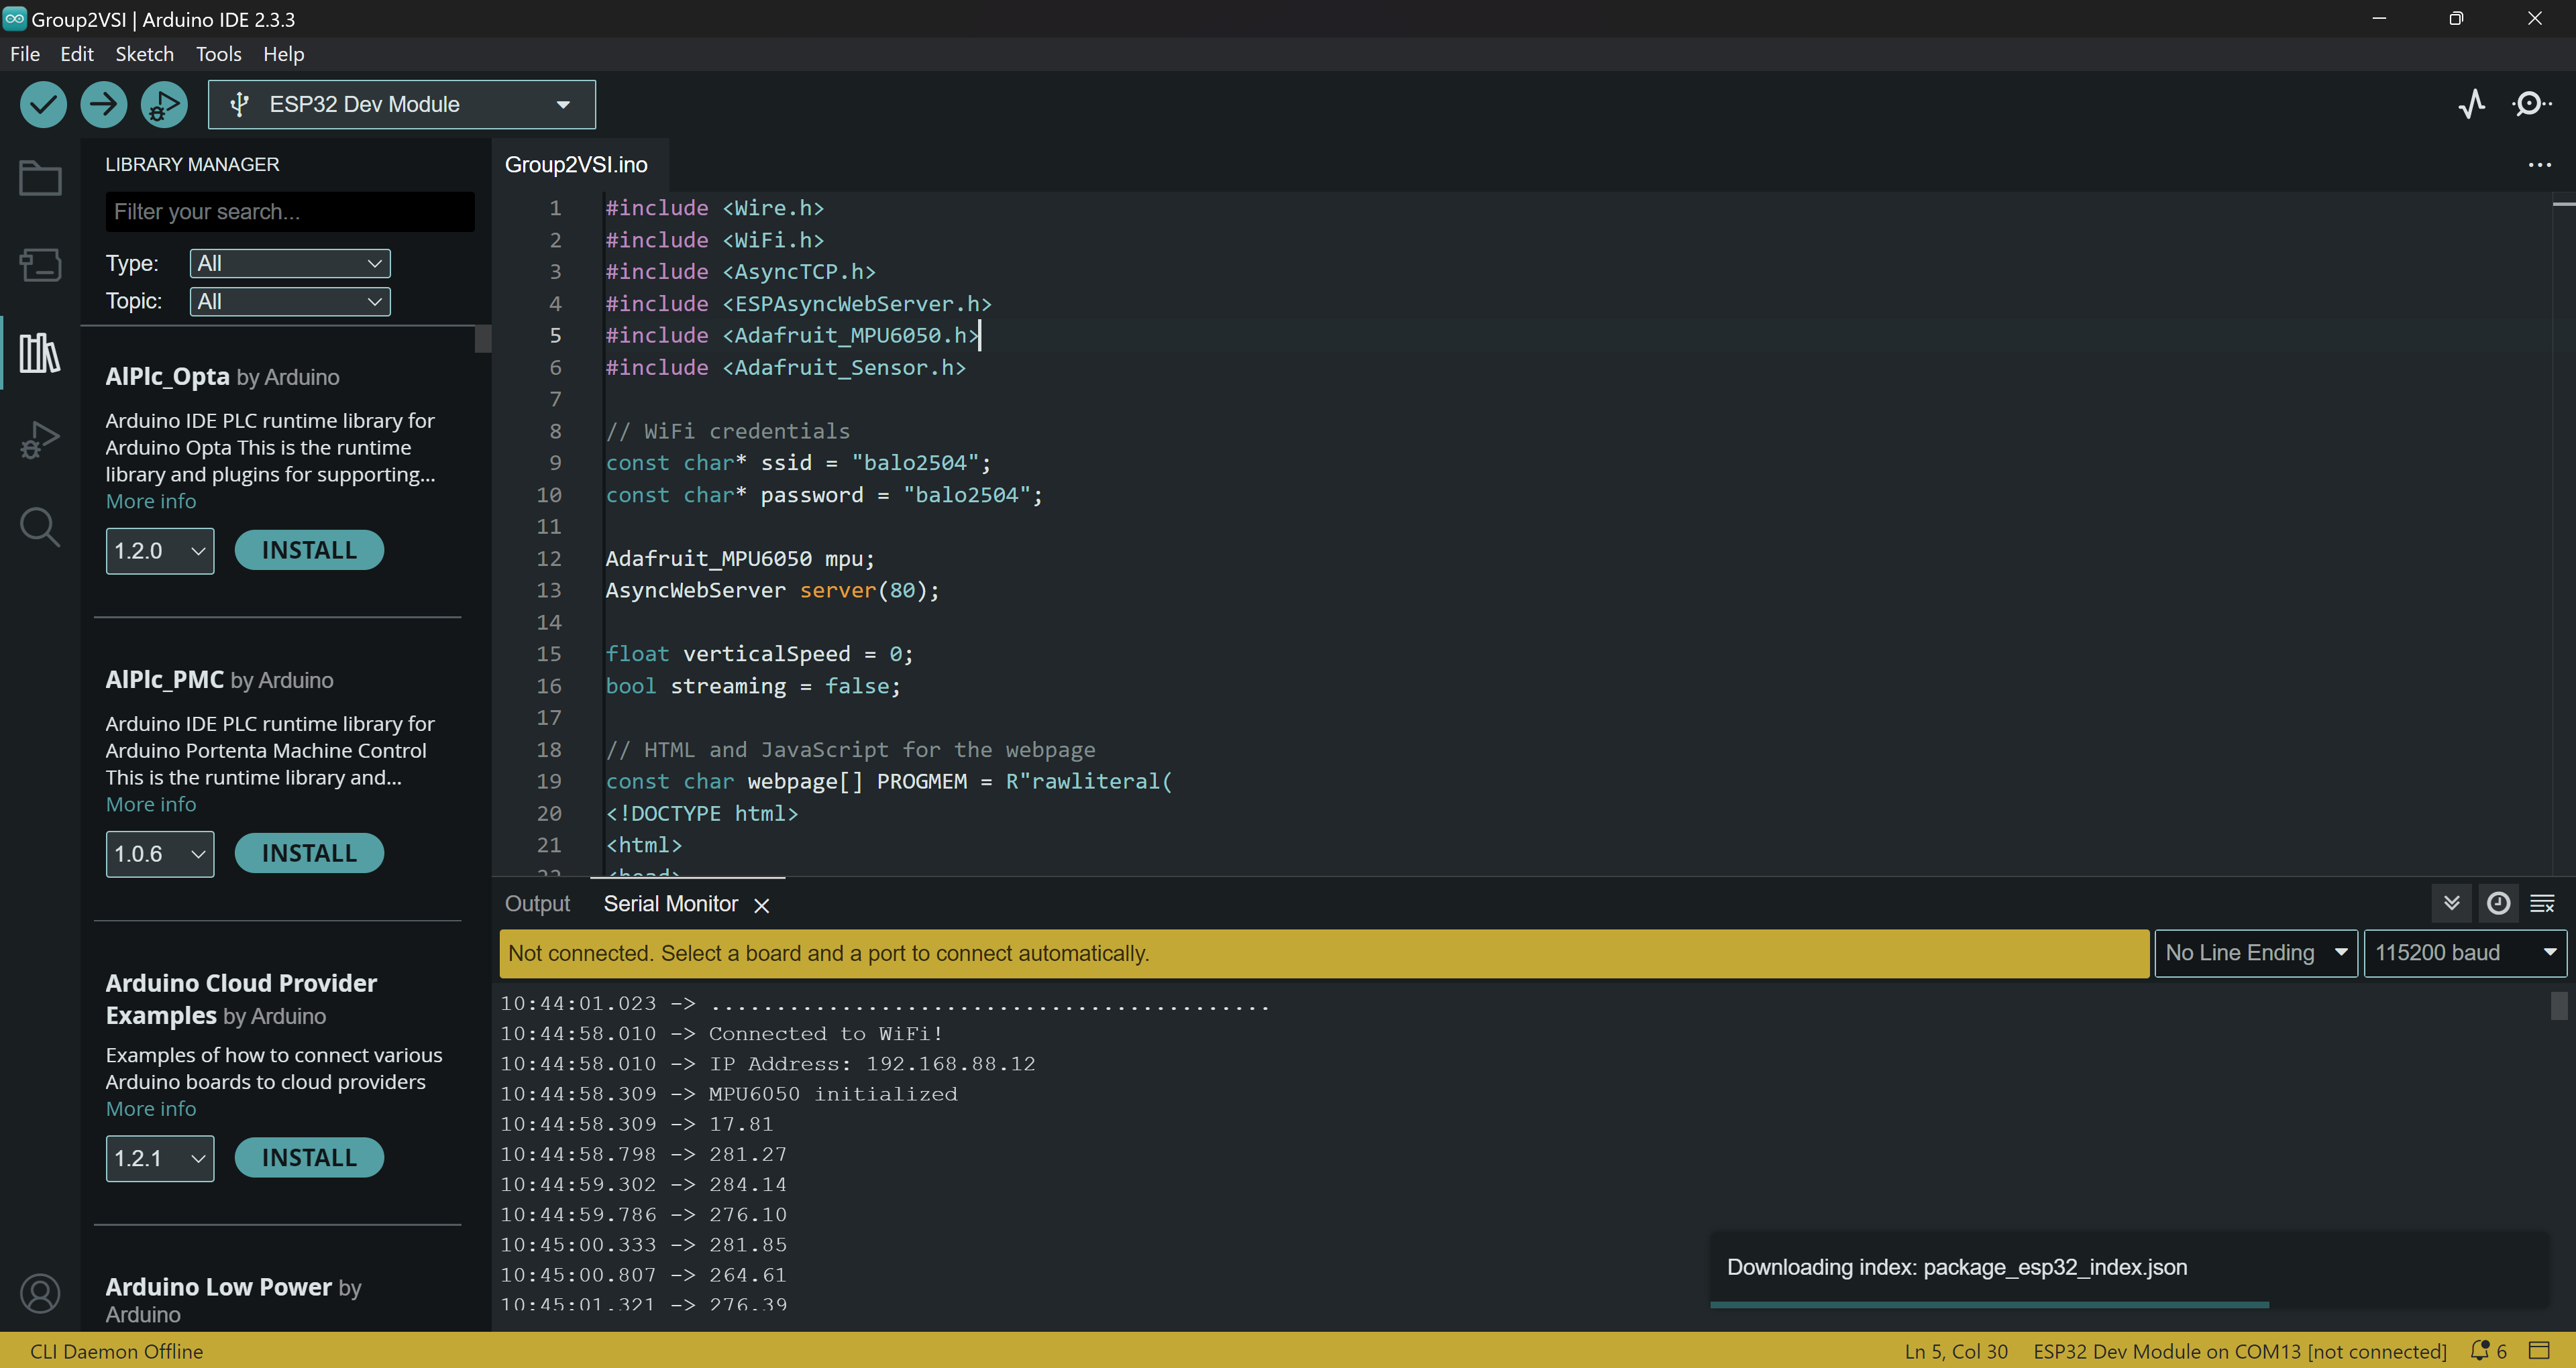 Group2VSI | Arduino IDE 2.3.3
File Edit Sketch Tools Help
ESP32 Dev Module
LIBRARY MANAGER
Filter your search...
Type: All
Topic: All
AlPlc_Opta by Arduino
Arduino IDE PLC runtime library for
Arduino Opta This is the runtime
library and plugins for supporting...
More info
1.2.0 INSTALL
AlPlc_PMC by Arduino
Arduino IDE PLC runtime library for
Arduino Portenta Machine Control
This is the runtime library and...
More info
1.0.6 INSTALL
Arduino Cloud Provider
Examples by Arduino
Examples of how to connect various
Arduino boards to cloud providers
More info
1.2.1 INSTALL
Arduino Low Power by
Arduino
Group2VSI.ino
1 #include <Wire.h>
2 #include <WiFi.h>
3 #include <AsyncTCP.h>
4 #include <ESPAsyncWebServer.h>
5 #include <Adafruit_MPU6050.h>
6 #include <Adafruit_Sensor.h>
7
8 // WiFi credentials
9 const char* ssid = "balo2504";
10 const char* password = "balo2504";
11
12 Adafruit_MPU6050 mpu;
13 AsyncWebServer server(80);
14
15 float verticalSpeed = 0;
16 bool streaming = false;
17
18 // HTML and JavaScript for the webpage
19 const char webpage[] PROGMEM = R"rawliteral(
20 <!DOCTYPE html>
21 <html>
22 <head>
Output Serial Monitor
Not connected. Select a board and a port to connect automatically.
No Line Ending 115200 baud
10:44:01.023 -> ...........................................
10:44:58.010 -> Connected to WiFi!
10:44:58.010 -> IP Address: 192.168.88.12
10:44:58.309 -> MPU6050 initialized
10:44:58.309 -> 17.81
10:44:58.798 -> 281.27
10:44:59.302 -> 284.14
10:44:59.786 -> 276.10
10:45:00.333 -> 281.85
10:45:00.807 -> 264.61
10:45:01.321 -> 276.39
Downloading index: package_esp32_index.json
CLI Daemon Offline
Ln 5, Col 30 ESP32 Dev Module on COM13 [not connected] 6